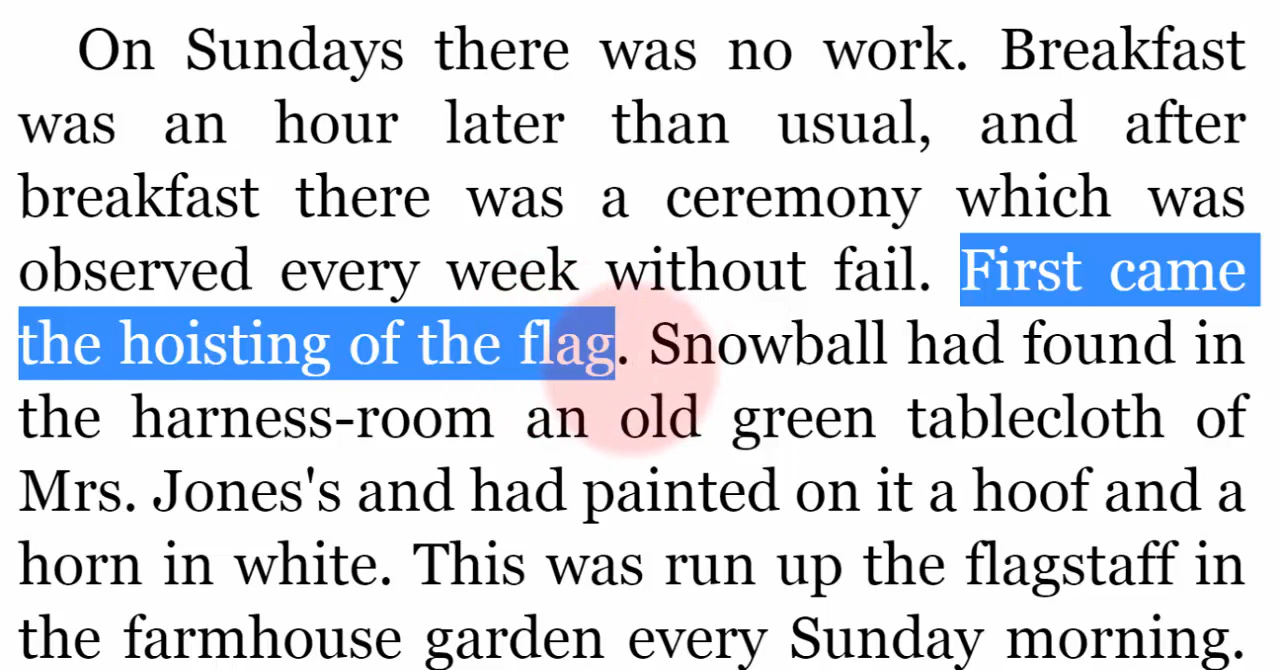 On Sundays there was no work. Breakfast
was an hour later than usual, and after
breakfast there was a ceremony which was
observed every week without fail. First came
the hoisting of the flag. Snowball had found in
the harness-room an old green tablecloth of
Mrs. Jones's and had painted on it a hoof and a
horn in white. This was run up the flagstaff in
the farmhouse garden every Sunday morning.